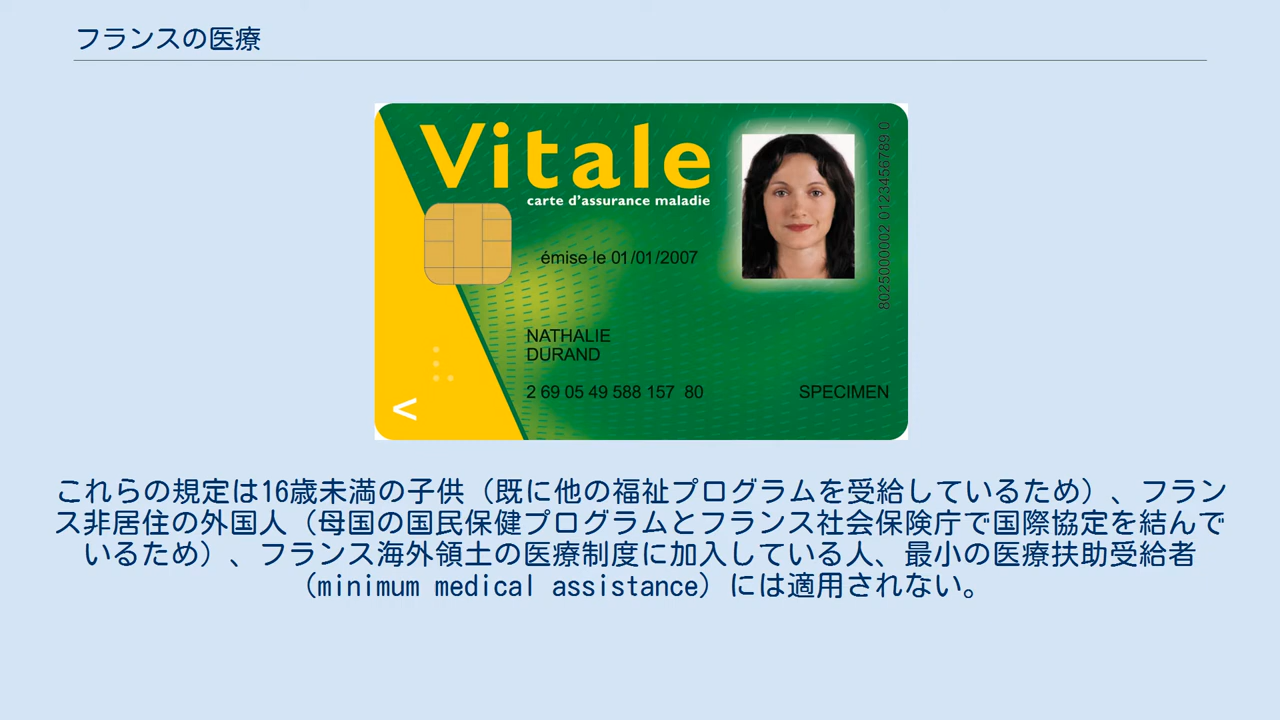 フランスの医療
Vitale
carte d'assurance maladie
émise le 01/01/2007
8025000002 0123456789 0
NATHALIE
DURAND
2 69 05 49 588 157 80
SPECIMEN
<
これらの規定は16歳未満の子供（既に他の福祉プログラムを受給しているため）、フラン
ス非居住の外国人（母国の国民保健プログラムとフランス社会保険庁で国際協定を結んで
いるため）、フランス海外領土の医療制度に加入している人、最小の医療扶助受給者
（minimum medical assistance）には適用されない。